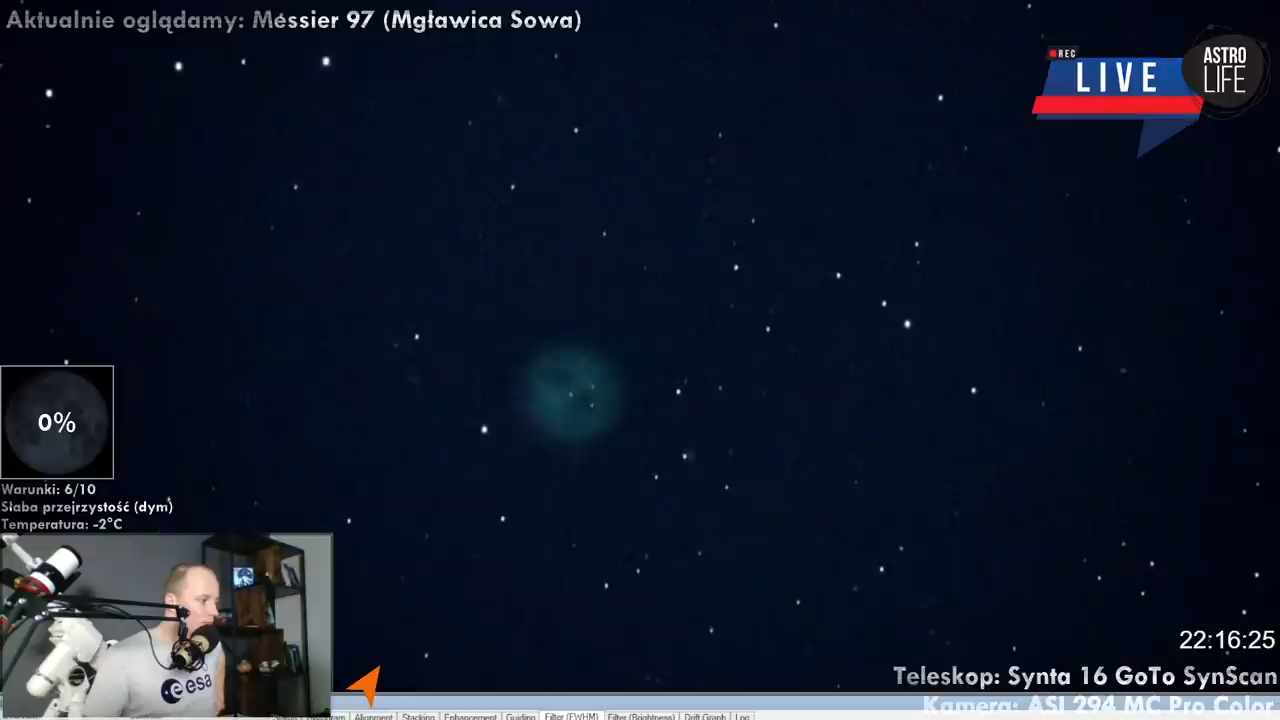 Aktualnie oglądamy: Messier 97 (Mgławica Sowa)
REC
LIVE
ASTRO
LIFE
0%
Warunki: 6/10
Słaba przejrzystość (dym)
Temperatura: -2°C
esa
22:16:25
Teleskop: Synta 16 GoTo SynScan
Kamera: ASI 294 MC Pro Color
Alignment Stacking Enhancement Guiding Filter (FWHM) Filter (Brightness) Drift Graph Log